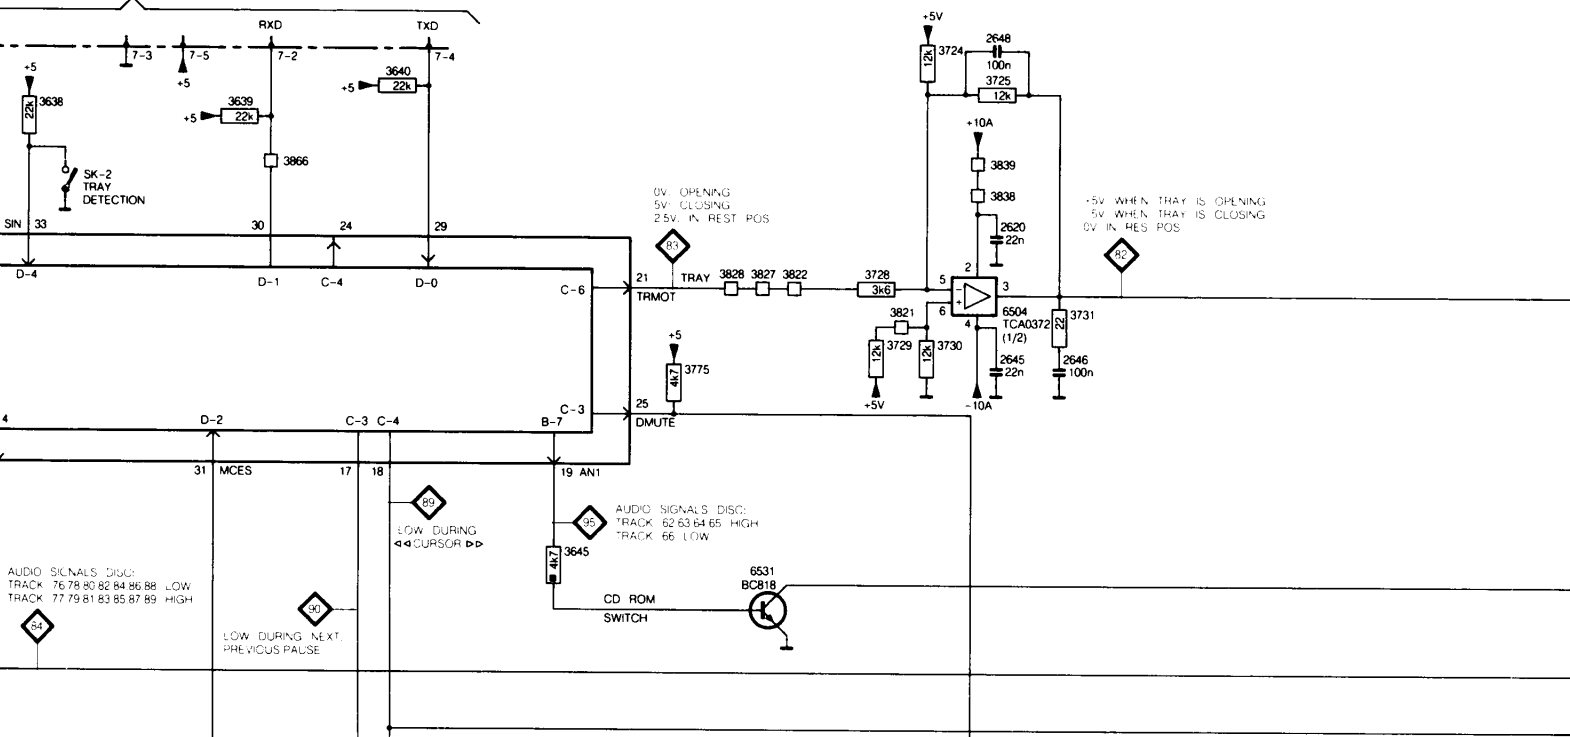 RXD
TXD
7-3
7-5
7-2
7-4
+5
+5
3638
22k
+5
3639
22k
+5
3640
22k
3866
SK-2
TRAY
DETECTION
SIN
33
30
24
29
D-4
D-1
C-4
D-0
C-6
21
TRAY
TRMOT
0V: OPENING
5V: CLOSING
2.5V: IN REST POS
83
3828
3827
3822
3728
3k6
+5V
3724
12k
2648
100n
3725
12k
+10A
3839
3838
2620
22n
2
5
6
3
4
-
+
6504
TCA0372
(1/2)
3821
3729
12k
3730
12k
+5V
-10A
2645
22n
3731
22
2646
100n
5V WHEN TRAY IS OPENING
5V WHEN TRAY IS CLOSING
0V IN RES POS
82
+5
3775
4k7
C-3
25
DMUTE
4
D-2
C-3
C-4
B-7
31
MCES
17
18
19 AN1
89
LOW DURING
◁◁ CURSOR ▷▷
95
AUDIO SIGNALS DISC:
TRACK 62 63 64 65 HIGH
TRACK 66 LOW
3645
4k7
CD ROM
SWITCH
6531
BC818
AUDIO SIGNALS DISC:
TRACK 76 78 80 82 84 86 88 LOW
TRACK 77 79 81 83 85 87 89 HIGH
84
90
LOW DURING NEXT,
PREVIOUS PAUSE